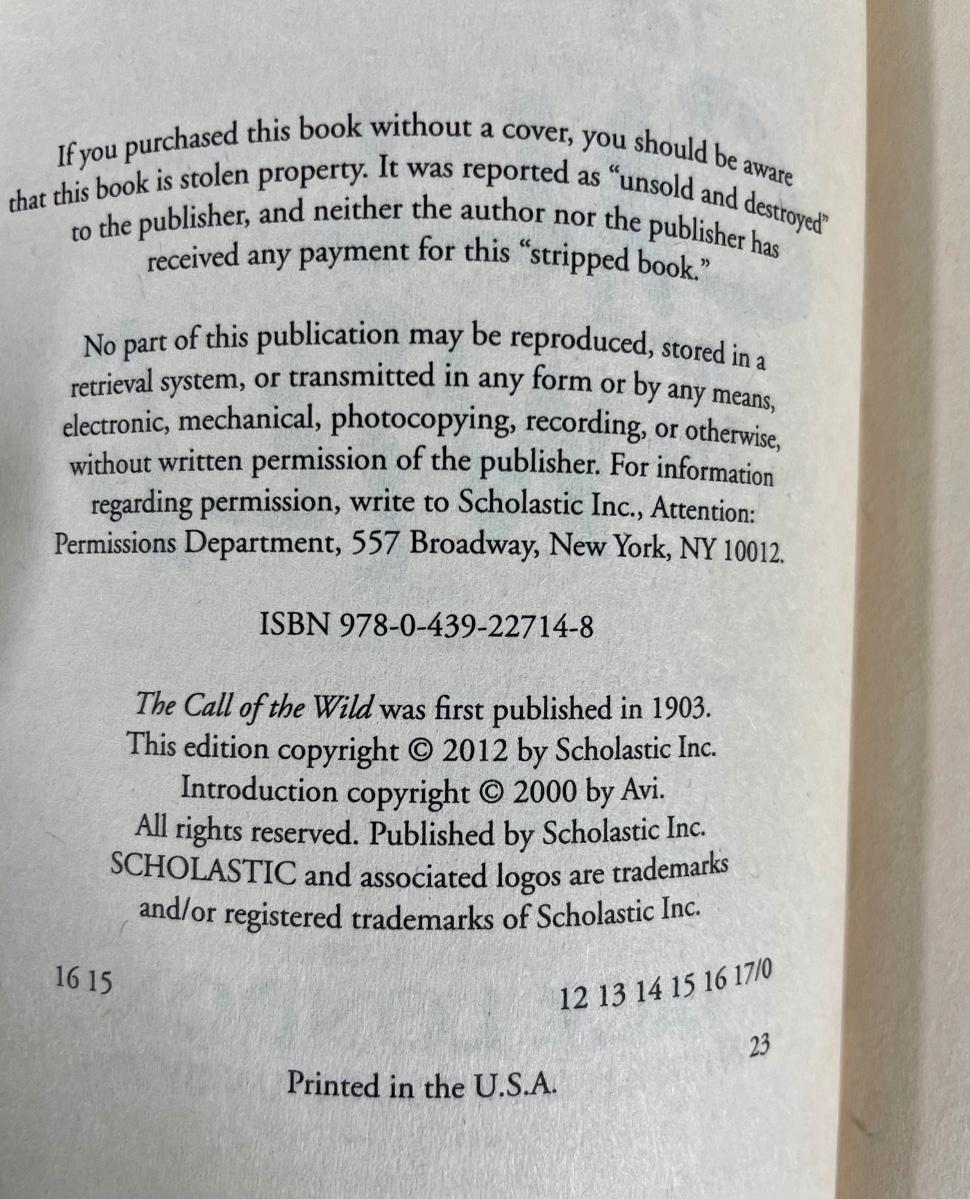 If you purchased this book without a cover, you should be aware
that this book is stolen property. It was reported as “unsold and destroyed”
to the publisher, and neither the author nor the publisher has
received any payment for this “stripped book.”
No part of this publication may be reproduced, stored in a
retrieval system, or transmitted in any form or by any means,
electronic, mechanical, photocopying, recording, or otherwise,
without written permission of the publisher. For information
regarding permission, write to Scholastic Inc., Attention:
Permissions Department, 557 Broadway, New York, NY 10012.
ISBN 978-0-439-22714-8
The Call of the Wild was first published in 1903.
This edition copyright © 2012 by Scholastic Inc.
Introduction copyright © 2000 by Avi.
All rights reserved. Published by Scholastic Inc.
SCHOLASTIC and associated logos are trademarks
and/or registered trademarks of Scholastic Inc.
16 15 12 13 14 15 16 17/0
23
Printed in the U.S.A.